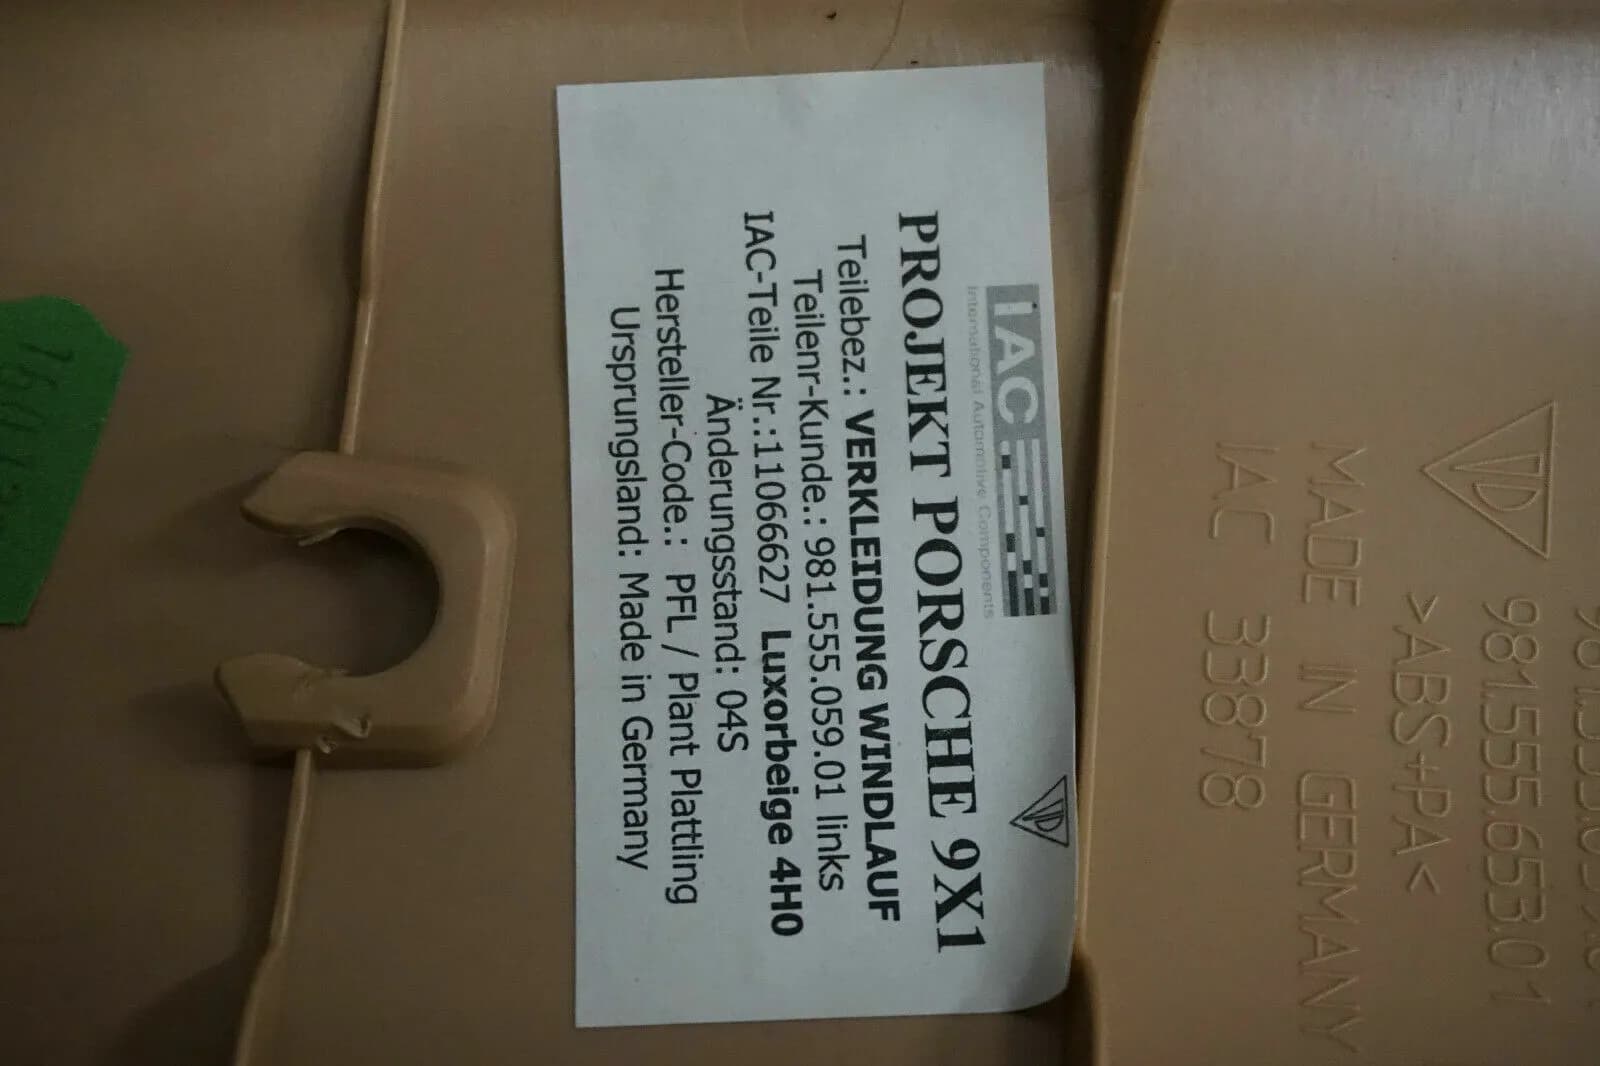 IAC
International Automotive Components
PROJEKT PORSCHE 9X1
Teilebez.: VERKLEIDUNG WINDLAUF
Teilenr-Kunde.: 981.555.059.01 links
IAC-Teile Nr.:11066627 Luxorbeige 4H0
Änderungsstand: 04S
Hersteller-Code.: PFL / Plant Plattling
Ursprungsland: Made in Germany
981.555.653.01
>ABS+PA<
MADE IN GERMANY
IAC 33878